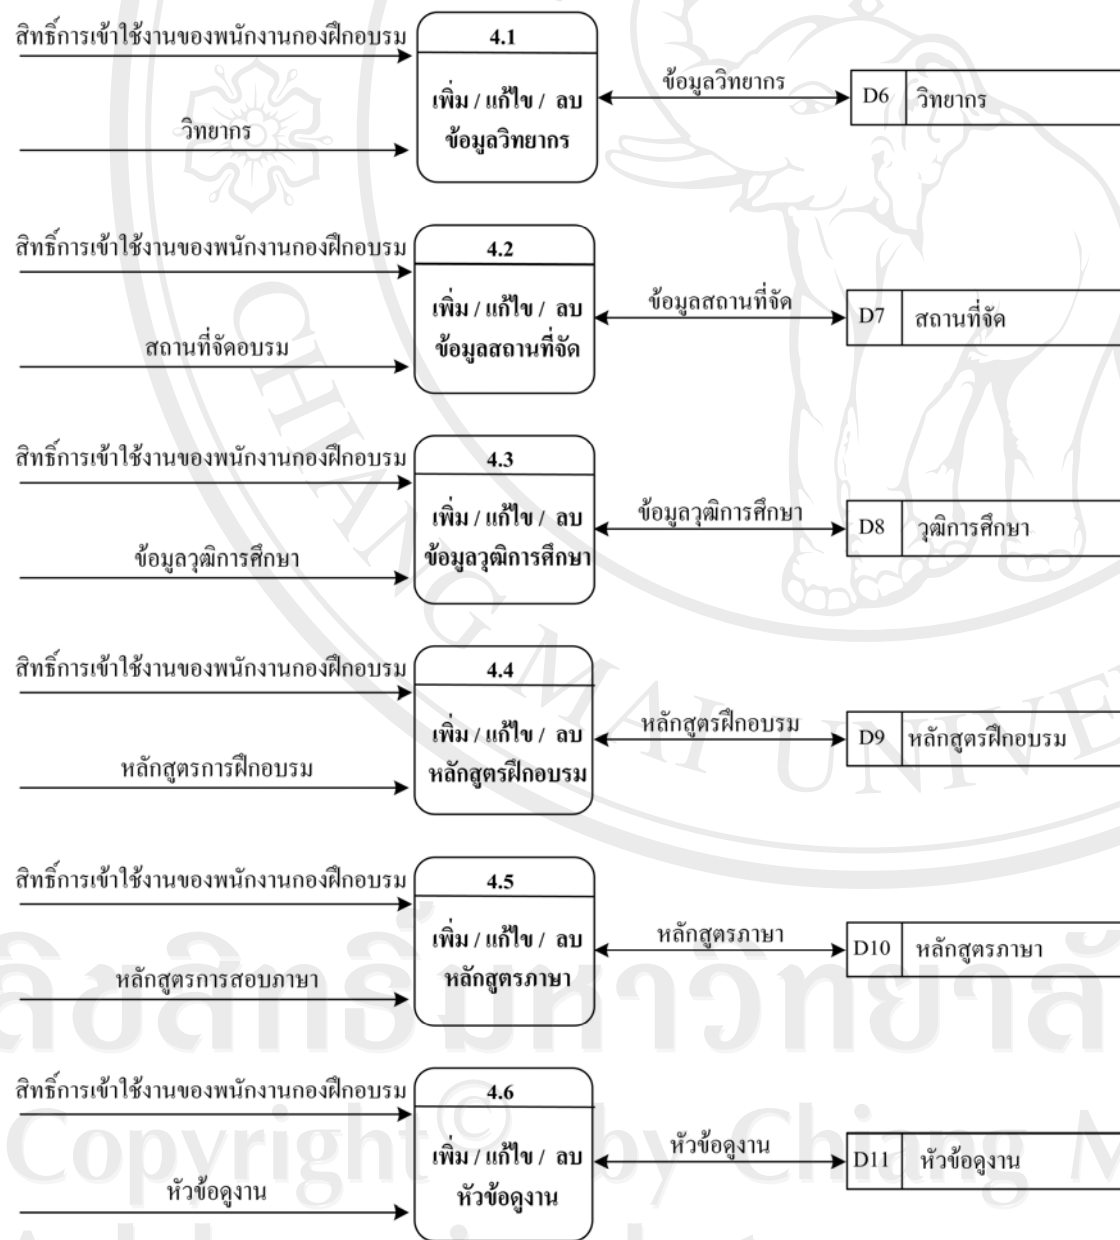 สิทธิ์การเข้าใช้งานของพนักงานกองฝึกอบรม
4.1
เพิ่ม / แก้ไข / ลบ
ข้อมูลวิทยากร
วิทยากร
ข้อมูลวิทยากร
D6 วิทยากร
สิทธิ์การเข้าใช้งานของพนักงานกองฝึกอบรม
4.2
เพิ่ม / แก้ไข / ลบ
ข้อมูลสถานที่จัด
สถานที่จัดอบรม
ข้อมูลสถานที่จัด
D7 สถานที่จัด
สิทธิ์การเข้าใช้งานของพนักงานกองฝึกอบรม
4.3
เพิ่ม / แก้ไข / ลบ
ข้อมูลวุฒิการศึกษา
ข้อมูลวุฒิการศึกษา
ข้อมูลวุฒิการศึกษา
D8 วุฒิการศึกษา
สิทธิ์การเข้าใช้งานของพนักงานกองฝึกอบรม
4.4
เพิ่ม / แก้ไข / ลบ
หลักสูตรฝึกอบรม
หลักสูตรการฝึกอบรม
หลักสูตรฝึกอบรม
D9 หลักสูตรฝึกอบรม
สิทธิ์การเข้าใช้งานของพนักงานกองฝึกอบรม
4.5
เพิ่ม / แก้ไข / ลบ
หลักสูตรภาษา
หลักสูตรการสอบภาษา
หลักสูตรภาษา
D10 หลักสูตรภาษา
สิทธิ์การเข้าใช้งานของพนักงานกองฝึกอบรม
4.6
เพิ่ม / แก้ไข / ลบ
หัวข้อดูงาน
หัวข้อดูงาน
หัวข้อดูงาน
D11 หัวข้อดูงาน
CHIANG MAI UNIVE
Copyright © by Chiang M